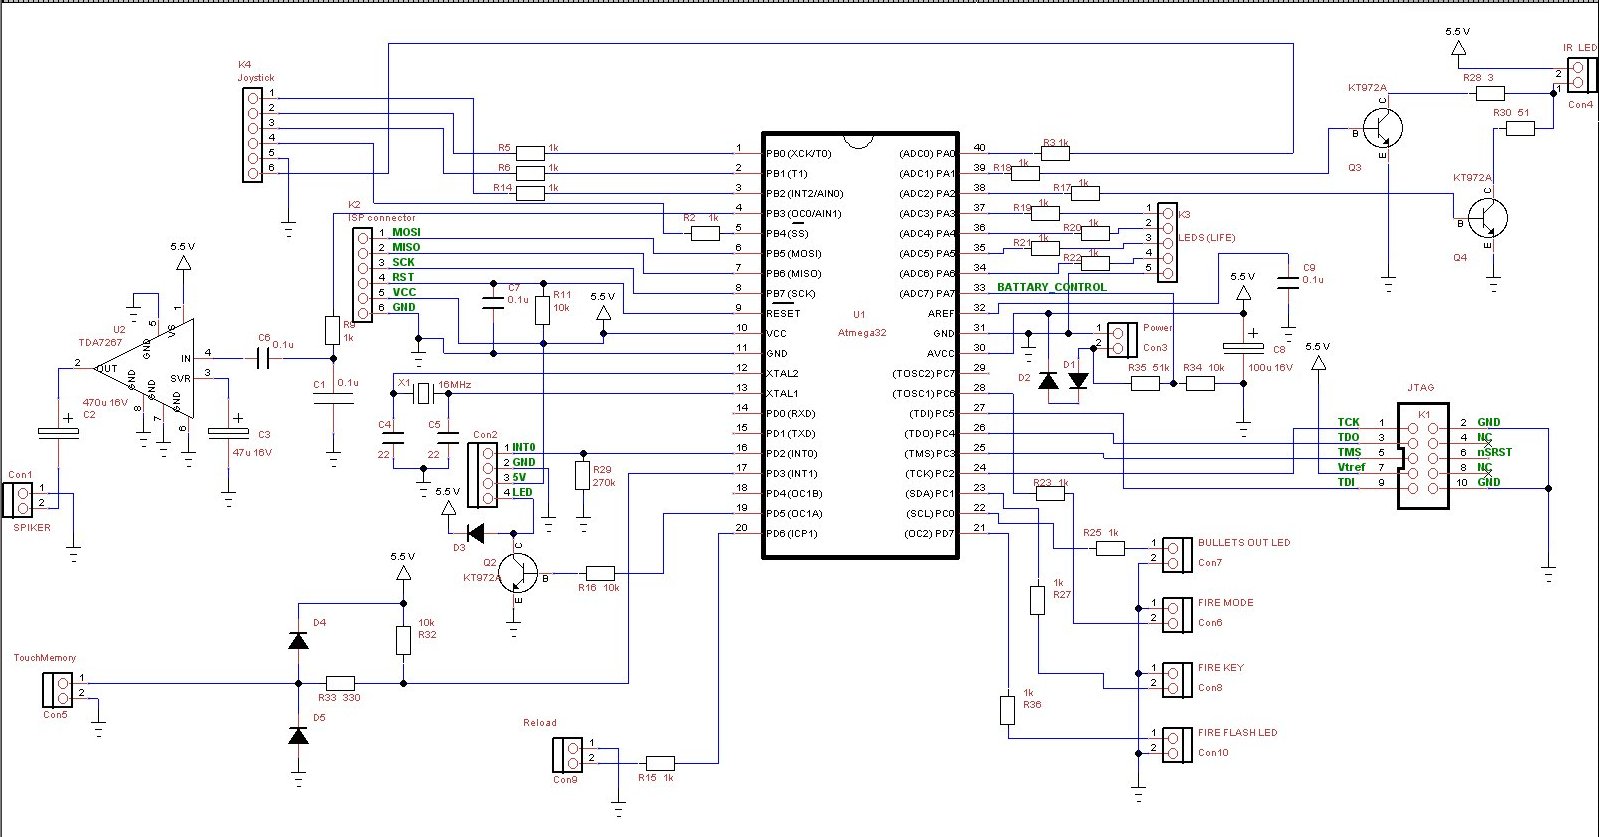 K4
Joystick
1
2
3
4
5
6
R5 1k
R6 1k
R14 1k
R2 1k
K2
ISP connector
1 MOSI
2 MISO
3 SCK
4 RST
5 VCC
6 GND
C7
0.1u
R11
10k
5.5 V
R9
1k
5.5 V
U2
TDA7267
1
VS
5
GND
IN 4
SVR 3
2 OUT
GND
GND
GND
8
7
6
C6 0.1u
C1 0.1u
470u 16V
C2
C3
47u 16V
Con1
1
2
SPIKER
X1 16MHz
C4
22
C5
22
Con2
1 INT0
2 GND
3 5V
4 LED
R29
270k
5.5 V
D3
Q2
KT972A
C
B
E
R16 10k
5.5 V
10k
R32
D4
D5
R33 330
TouchMemory
1
2
Con5
Reload
1
2
Con9
R15 1k
U1
Atmega32
1 PB0 (XCK/T0)
2 PB1 (T1)
3 PB2 (INT2/AIN0)
4 PB3 (OC0/AIN1)
5 PB4 (SS)
6 PB5 (MOSI)
7 PB6 (MISO)
8 PB7 (SCK)
9 RESET
10 VCC
11 GND
12 XTAL2
13 XTAL1
14 PD0 (RXD)
15 PD1 (TXD)
16 PD2 (INT0)
17 PD3 (INT1)
18 PD4 (OC1B)
19 PD5 (OC1A)
20 PD6 (ICP1)
(ADC0) PA0 40
(ADC1) PA1 39
(ADC2) PA2 38
(ADC3) PA3 37
(ADC4) PA4 36
(ADC5) PA5 35
(ADC6) PA6 34
(ADC7) PA7 33
AREF 32
GND 31
AVCC 30
(TOSC2) PC7 29
(TOSC1) PC6 28
(TDI) PC5 27
(TDO) PC4 26
(TMS) PC3 25
(TCK) PC2 24
(SDA) PC1 23
(SCL) PC0 22
(OC2) PD7 21
R3 1k
R18 1k
R17 1k
R19 1k
R20 1k
R21 1k
R22 1k
BATTARY_CONTROL
K3
1
2
3
4
5
LEDS (LIFE)
5.5 V
IR LED
2
1
Con4
R28 3
R30 51
KT972A
C
B
E
Q3
KT972A
C
B
E
Q4
C9
0.1u
5.5 V
Power
1
2
Con3
C8
100u 16V
D2
D1
R35 51k
R34 10k
5.5 V
JTAG
K1
TCK 1
TDO 3
TMS 5
Vtref 7
TDI 9
2 GND
4 NC
6 nSRST
8 NC
10 GND
R23 1k
R25 1k
1k
R27
1k
R36
1
2
BULLETS OUT LED
Con7
1
2
FIRE MODE
Con6
1
2
FIRE KEY
Con8
1
2
FIRE FLASH LED
Con10